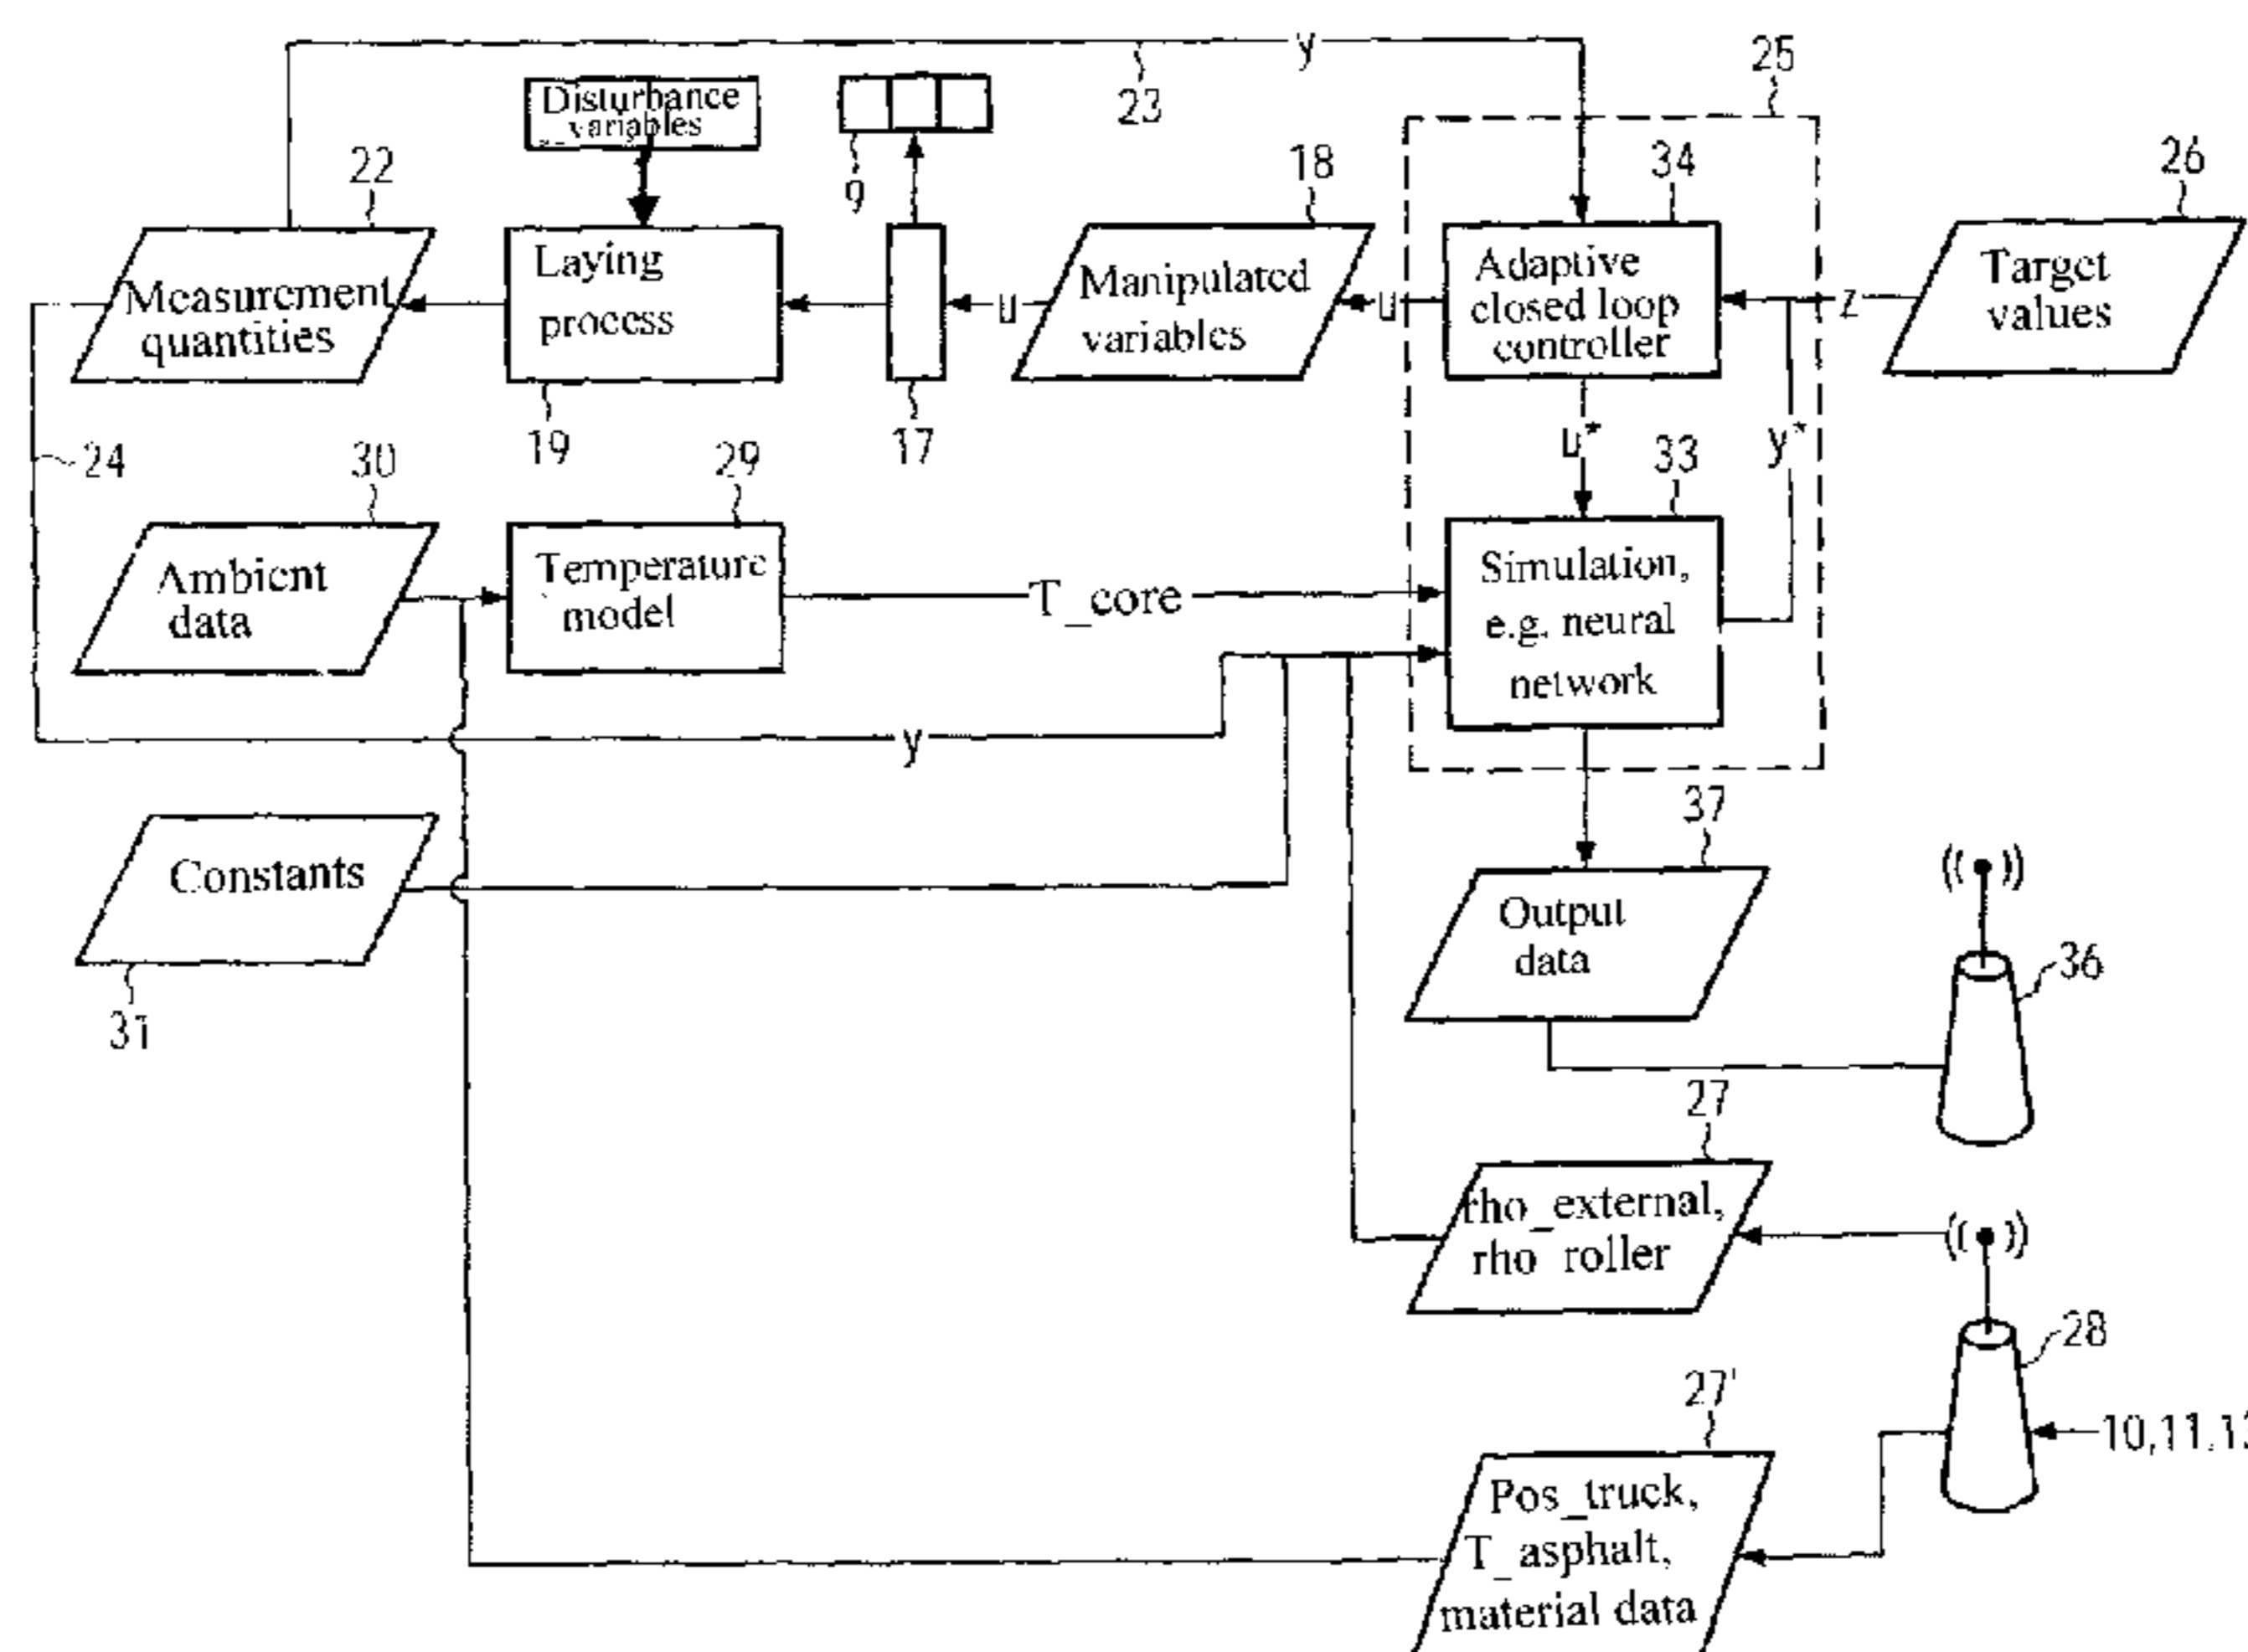 y
23
25
Disturbance
variables
9
22
18
34
26
Measurement
quantities
Laying
process
u
Manipulated
variables
u
Adaptive
closed loop
controller
z
Target
values
24
19
17
u*
y*
30
29
33
Ambient
data
Temperature
model
T_core
Simulation,
e.g. neural
network
y
37
Constants
31
Output
data
36
27
rho_external,
rho_roller
28
27'
10,11,
Pos_truck,
T_asphalt,
material data